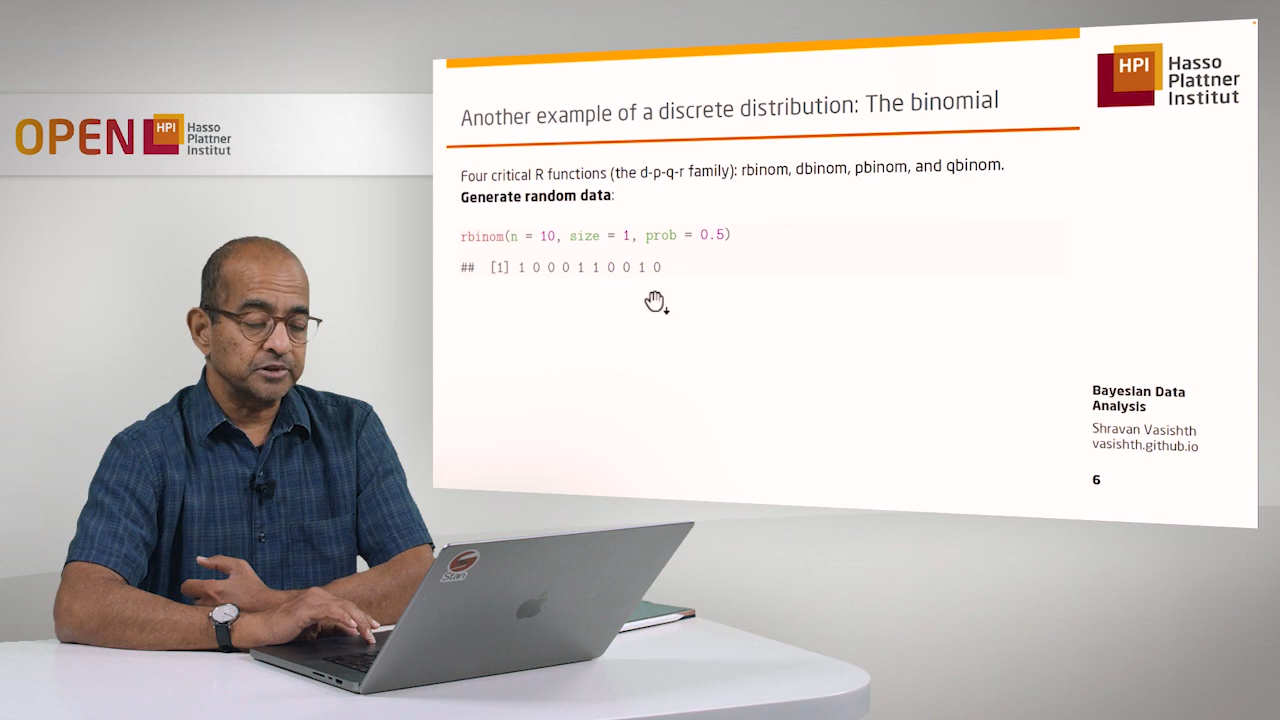 OPEN
HPI
Hasso
Plattner
Institut
Another example of a discrete distribution: The binomial
HPI
Hasso
Plattner
Institut
Four critical R functions (the d-p-q-r family): rbinom, dbinom, pbinom, and qbinom.
Generate random data:
rbinom(n = 10, size = 1, prob = 0.5)
## [1] 1 0 0 0 1 1 0 0 1 0
Bayesian Data
Analysis
Shravan Vasishth
vasishth.github.io
6
Stan